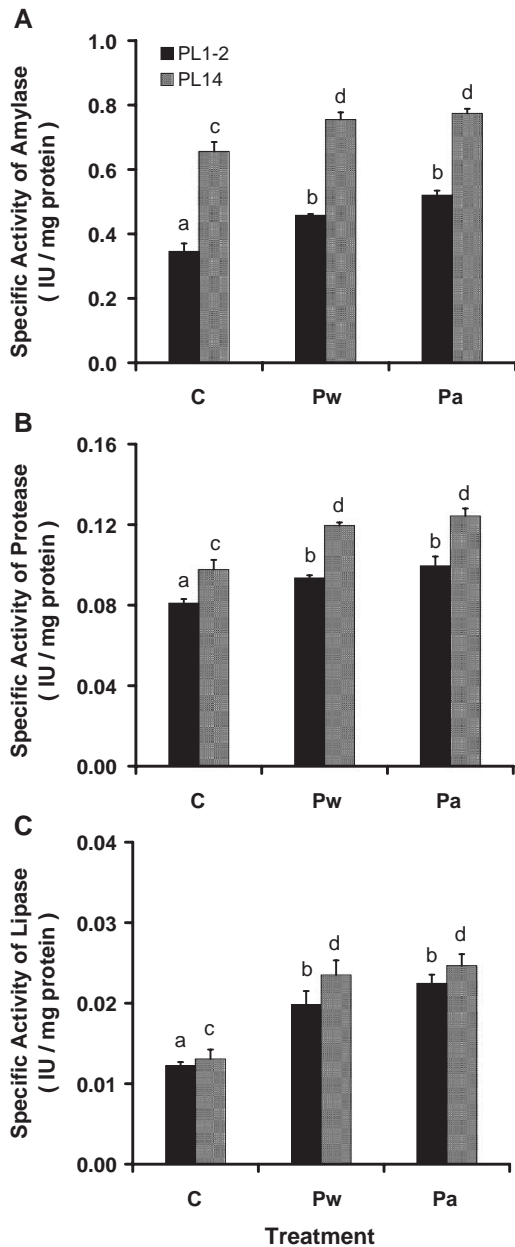 A
Specific Activity of Amylase
( IU / mg protein )
1.0
0.8
0.6
0.4
0.2
0.0
PL1-2
PL14
a
c
b
d
b
d
C
Pw
Pa
B
Specific Activity of Protease
( IU / mg protein )
0.16
0.12
0.08
0.04
0.00
a
c
b
d
b
d
C
Pw
Pa
C
Specific Activity of Lipase
( IU / mg protein )
0.04
0.03
0.02
0.01
0.00
a
c
b
d
b
d
C
Pw
Pa
Treatment